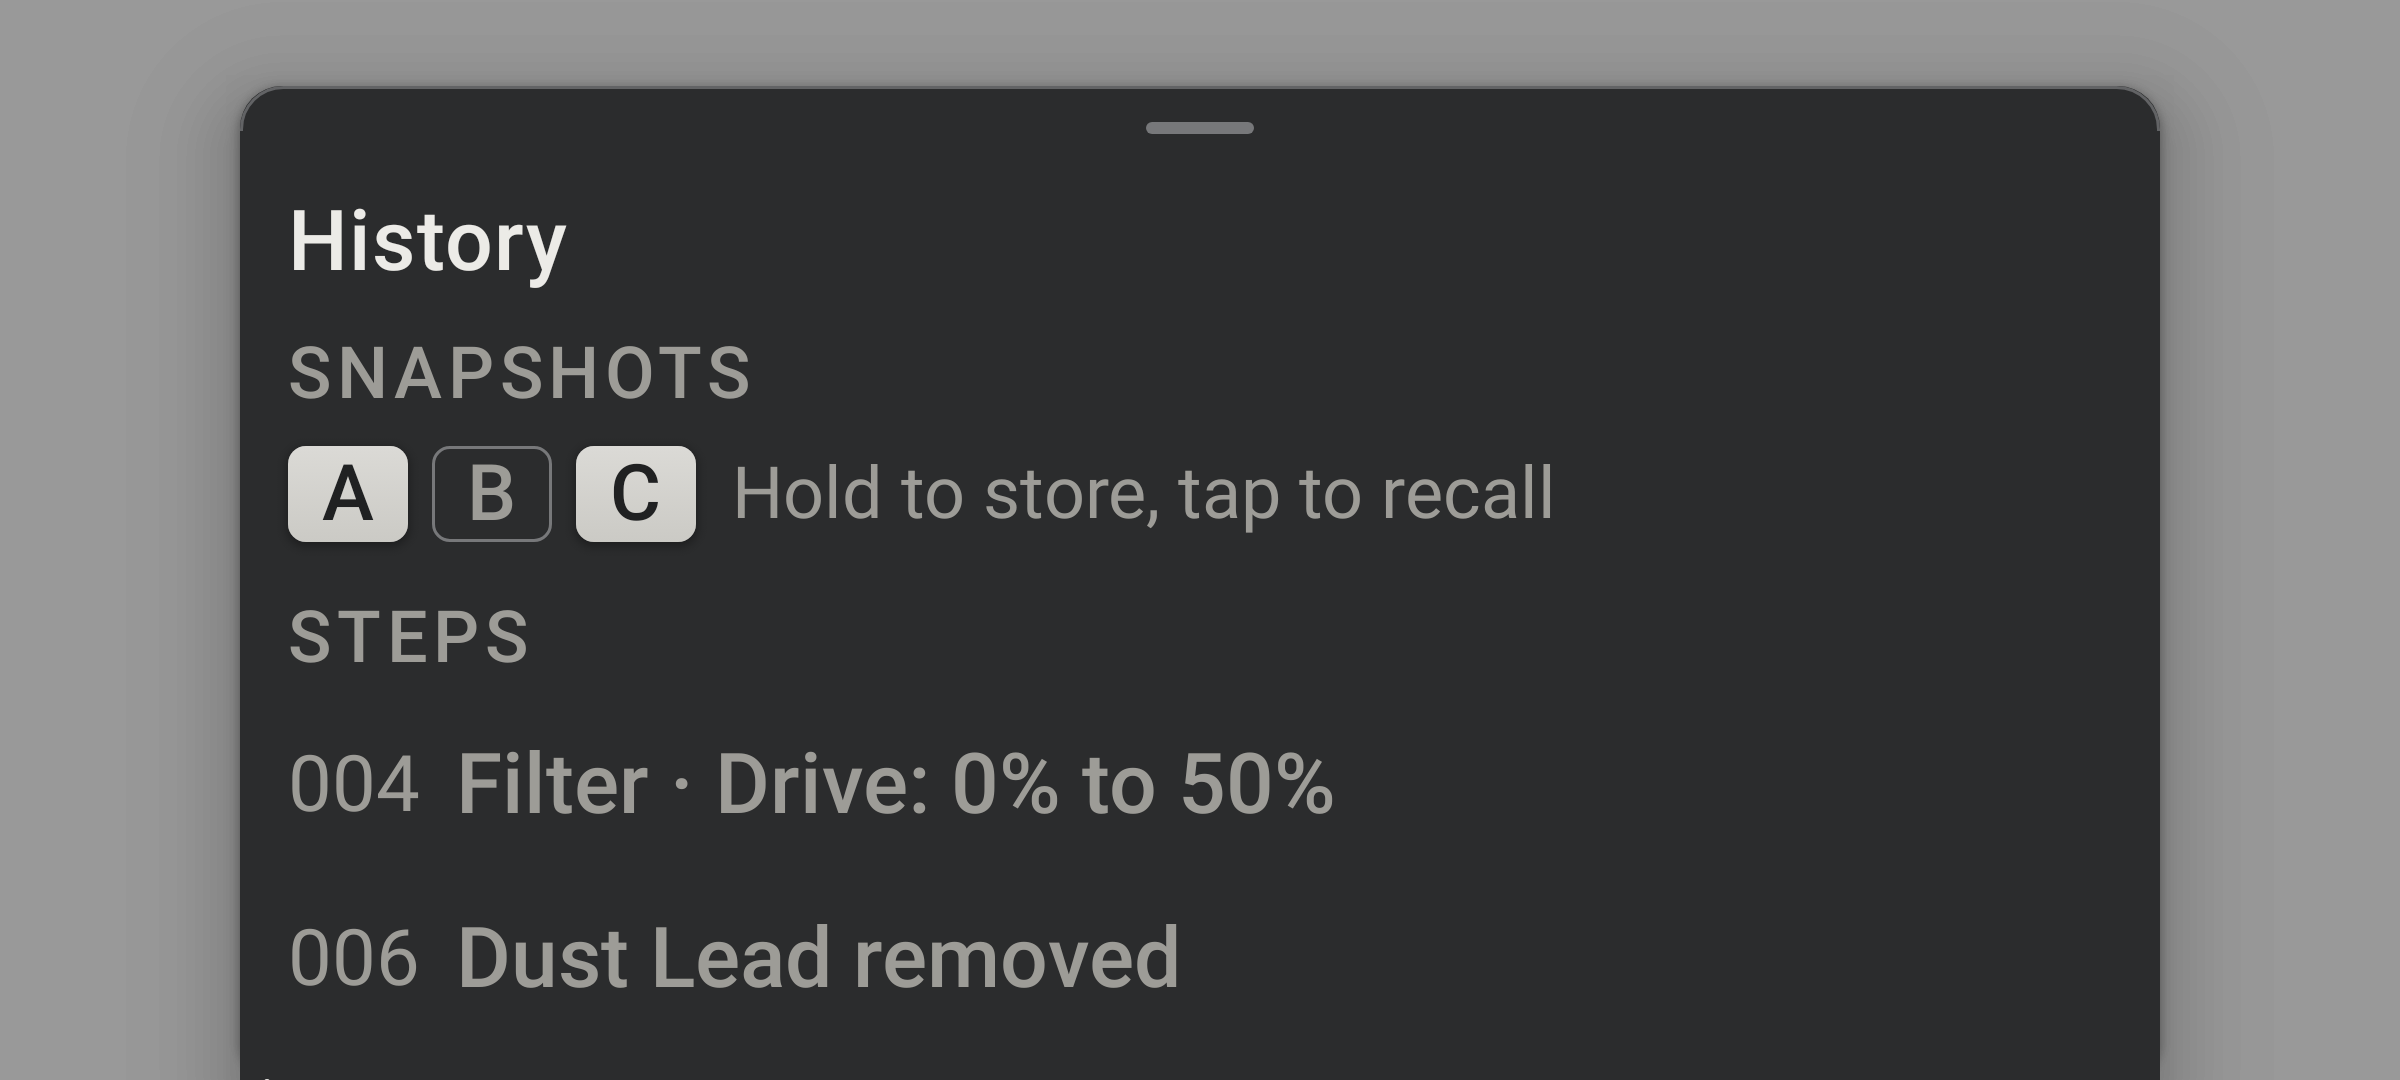 History
SNAPSHOTS
A B C Hold to store, tap to recall
STEPS
004 Filter · Drive: 0% to 50%
006 Dust Lead removed